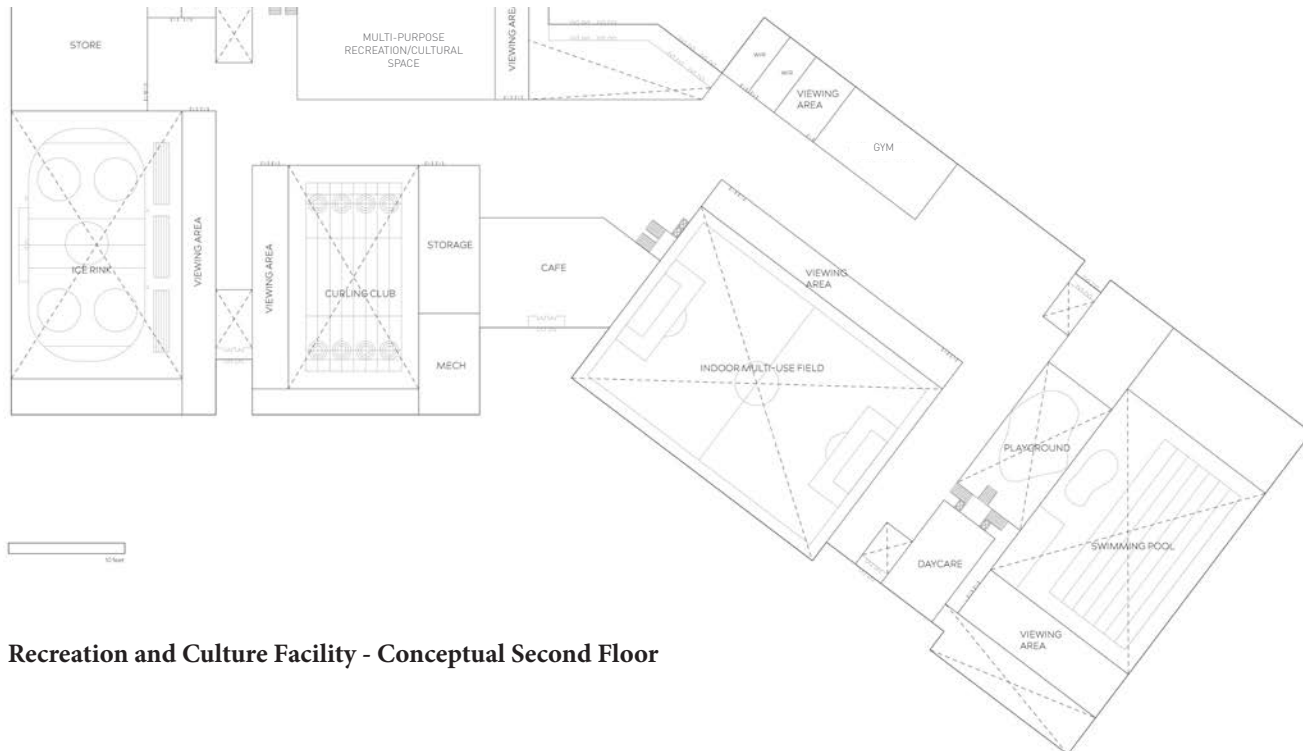 STORE
MULTI-PURPOSE
RECREATION/CULTURAL
SPACE
VIEWING AREA
W/R
W/R
VIEWING
AREA
GYM
ICE RINK
VIEWING AREA
VIEWING AREA
CURLING CLUB
STORAGE
MECH
CAFE
VIEWING
AREA
INDOOR MULTI-USE FIELD
PLAYGROUND
SWIMMING POOL
DAYCARE
VIEWING
AREA
10 feet
Recreation and Culture Facility - Conceptual Second Floor